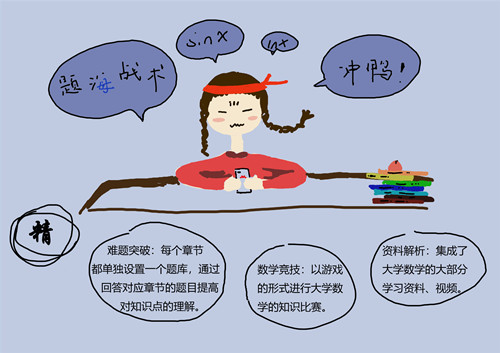 sinx
题海战术
冲鸭！
精
难题突破：每个章节
都单独设置一个题库，通过
回答对应章节的题目提高
对知识点的理解。
数学竞技：以游戏
的形式进行大学数
学的知识比赛。
资料解析：集成了
大学数学的大部分
学习资料、视频。